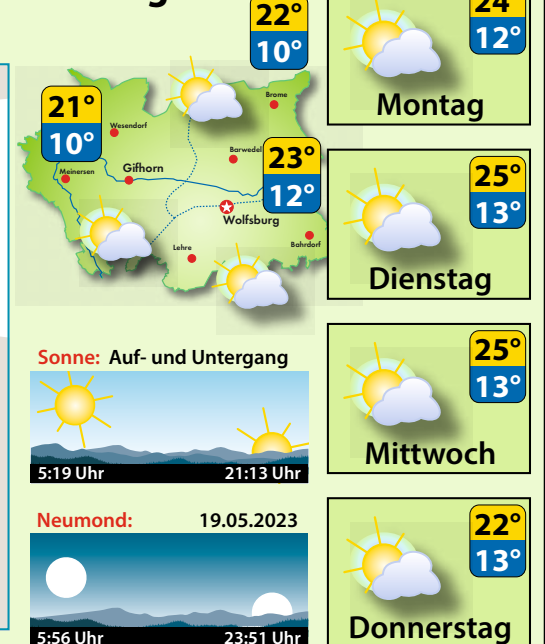 22°
10°
21°
10°
Wesendorf
Brome
Barwedel
Meinersen
Gifhorn
23°
12°
Wolfsburg
Lehre
Bahrdorf
Sonne: Auf- und Untergang
5:19 Uhr 21:13 Uhr
Neumond: 19.05.2023
5:56 Uhr 23:51 Uhr
24°
12°
Montag
25°
13°
Dienstag
25°
13°
Mittwoch
22°
13°
Donnerstag